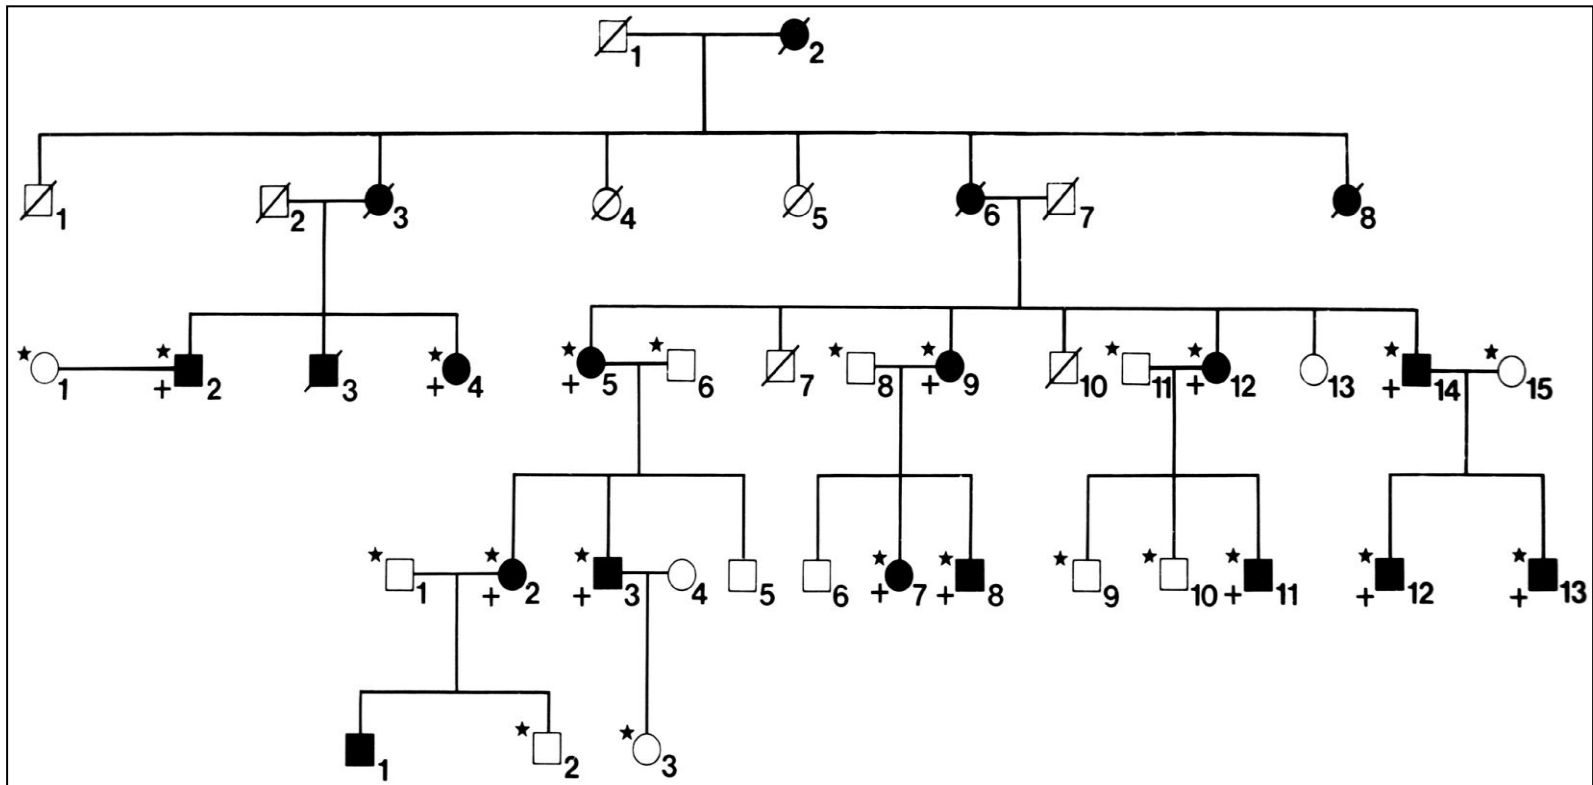 1 2
1 2 3 4 5 6 7 8
★ 1 ★ + 2 3 ★ + 4 ★ + 5 ★ 6 7 ★ 8 ★ + 9 10 ★ 11 ★ + 12 13 ★ + 14 ★ 15
★ 1 ★ + 2 ★ + 3 4 5 6 ★ + 7 ★ + 8 ★ 9 ★ 10 ★ + 11 ★ + 12 ★ + 13
1 ★ 2 ★ 3